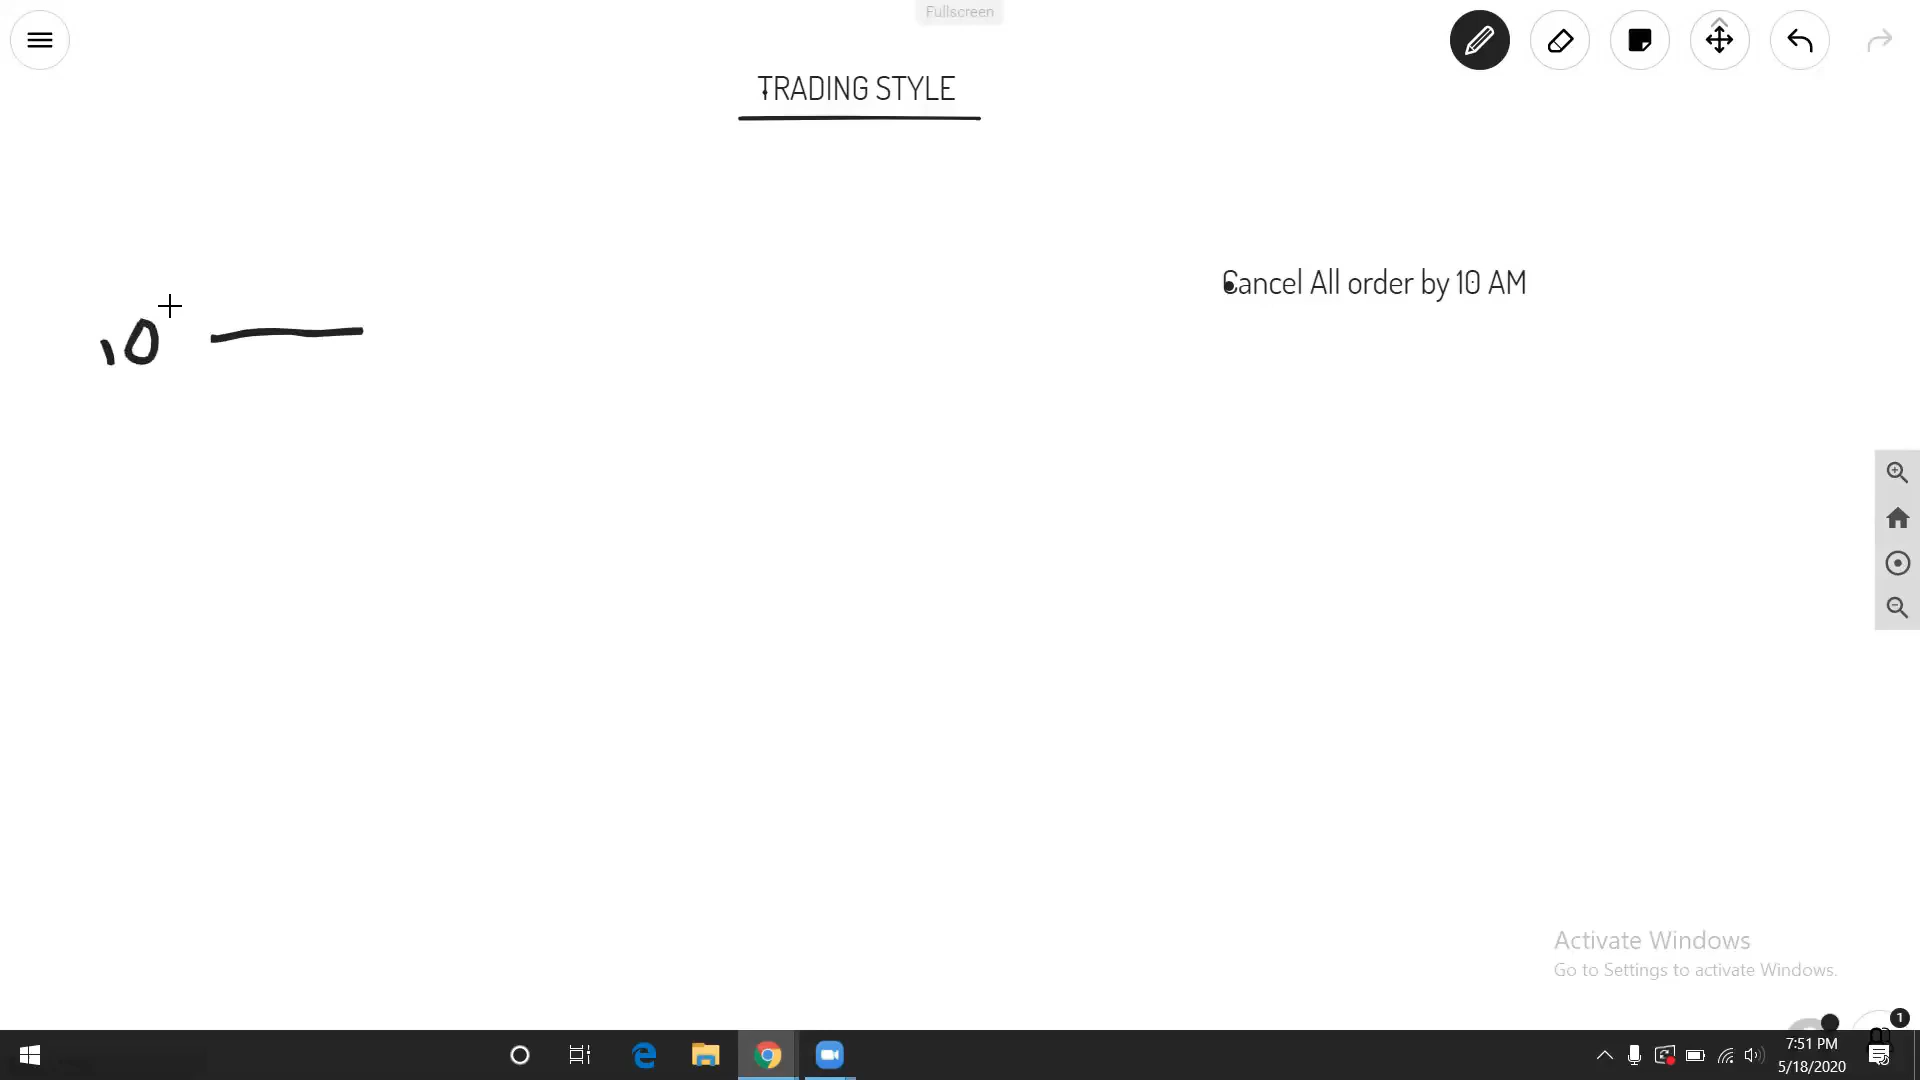 Fullscreen
TRADING STYLE
Cancel All order by 10 AM
10
Activate Windows
Go to Settings to activate Windows.
1
7:51 PM
5/18/2020